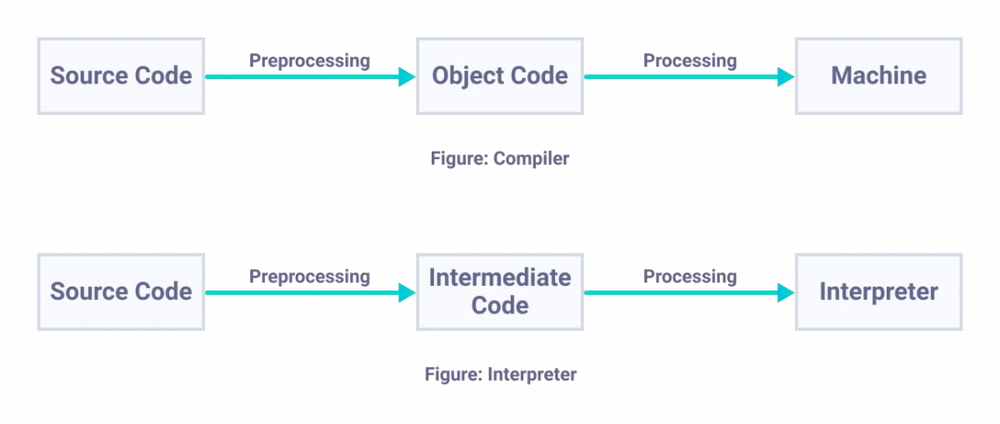 Preprocessing
Processing
Source Code
Object Code
Machine
Figure: Compiler
Preprocessing
Processing
Source Code
Intermediate
Code
Interpreter
Figure: Interpreter